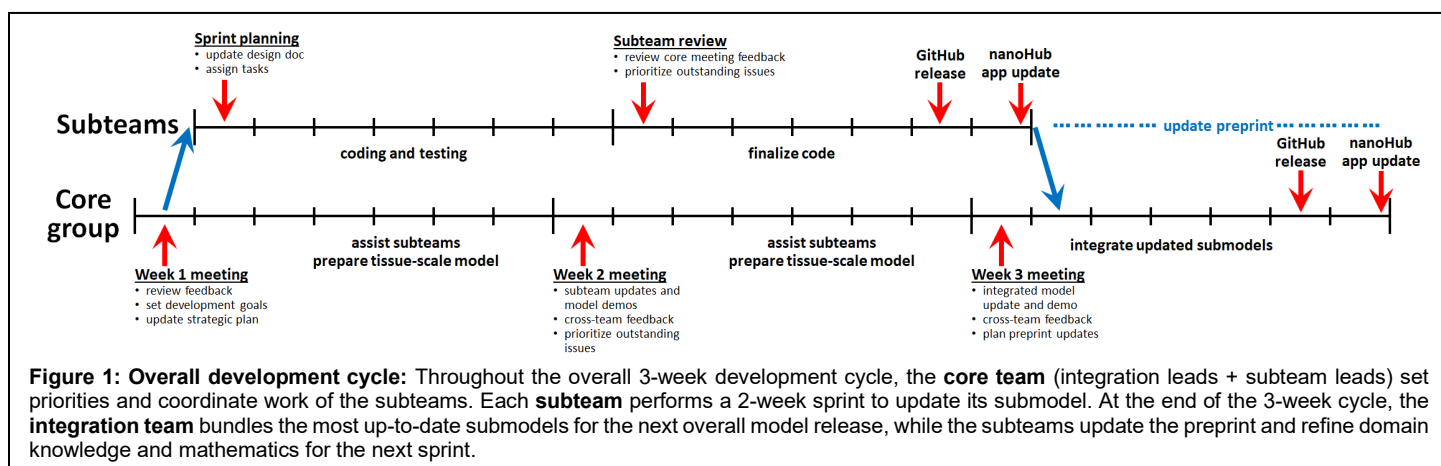 Sprint planning
• update design doc
• assign tasks
Subteam review
• review core meeting feedback
• prioritize outstanding issues
GitHub
release
nanoHub
app update
Subteams
coding and testing
finalize code
update preprint
GitHub
release
nanoHub
app update
Core
group
assist subteams
prepare tissue-scale model
assist subteams
prepare tissue-scale model
integrate updated submodels
Week 1 meeting
• review feedback
• set development goals
• update strategic plan
Week 2 meeting
• subteam updates and
model demos
• cross-team feedback
• prioritize outstanding
issues
Week 3 meeting
• integrated model
update and demo
• cross-team feedback
• plan preprint updates
Figure 1: Overall development cycle: Throughout the overall 3-week development cycle, the core team (integration leads + subteam leads) set
priorities and coordinate work of the subteams. Each subteam performs a 2-week sprint to update its submodel. At the end of the 3-week cycle, the
integration team bundles the most up-to-date submodels for the next overall model release, while the subteams update the preprint and refine domain
knowledge and mathematics for the next sprint.